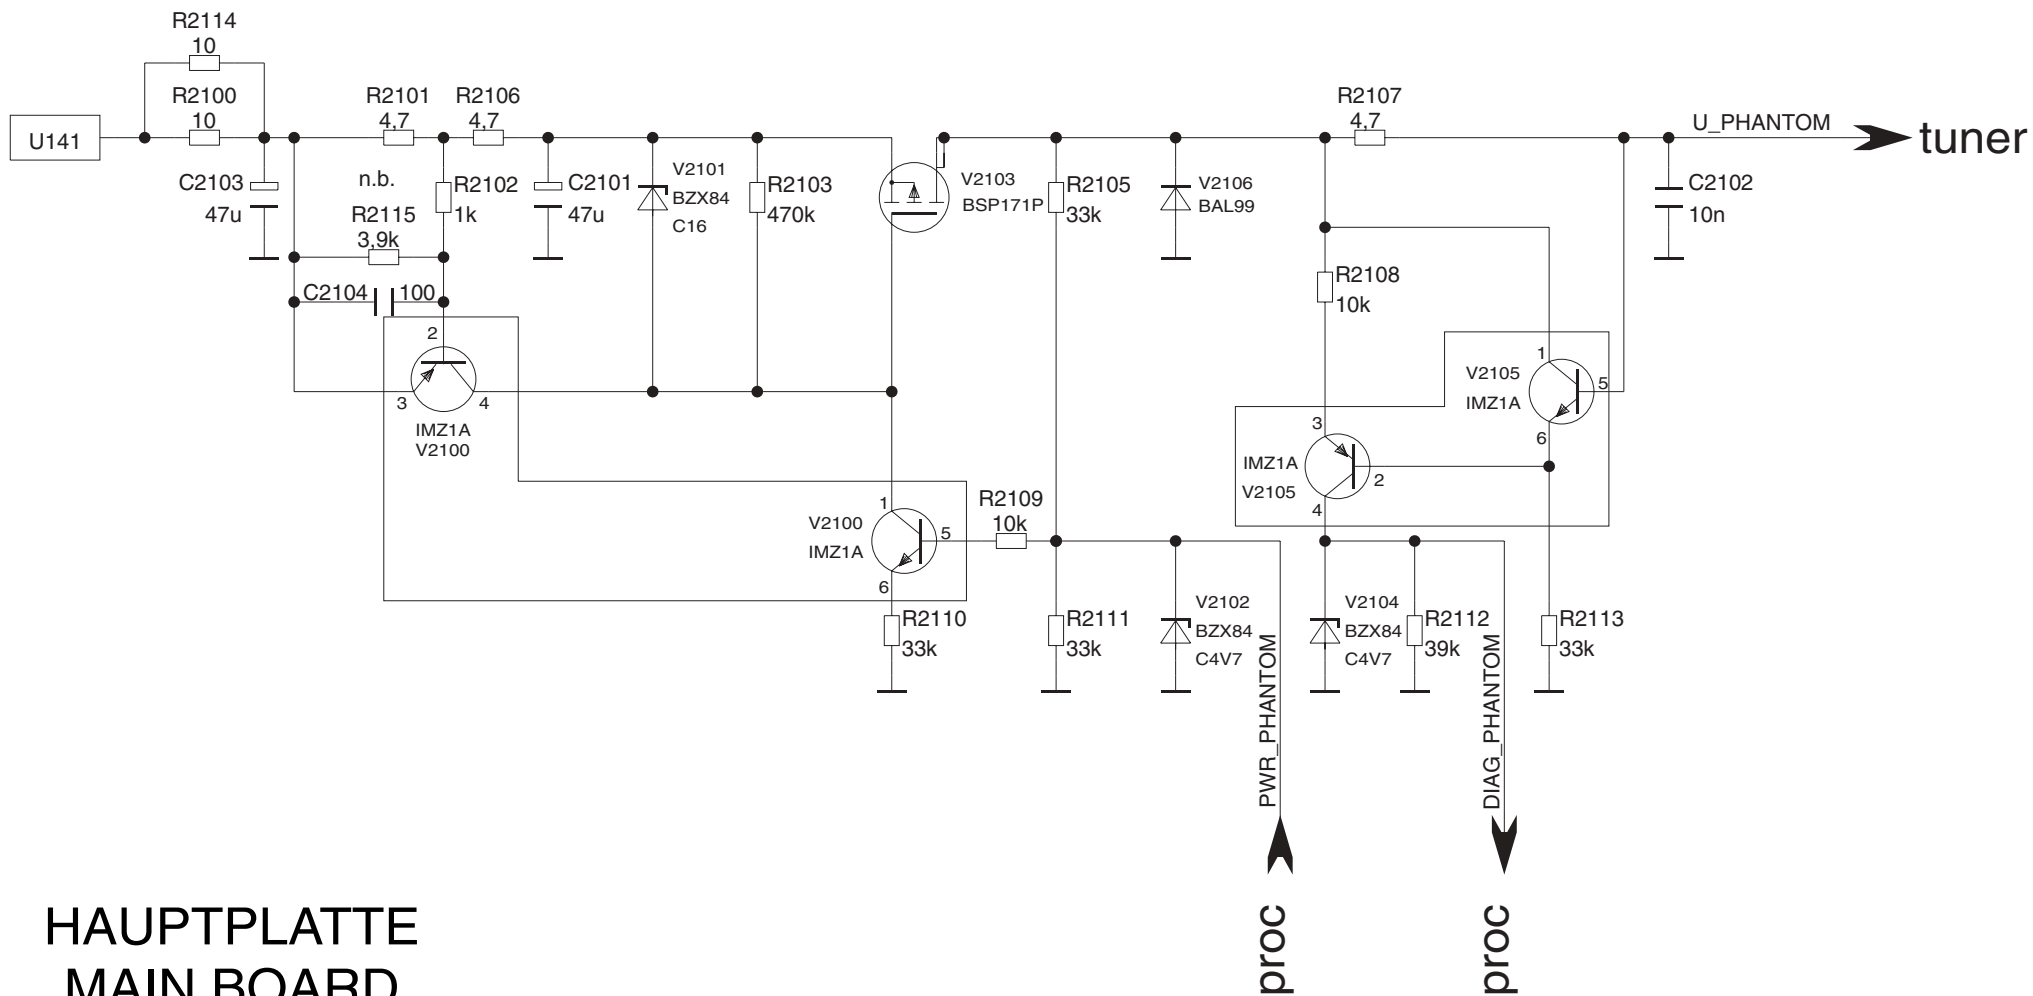 R2114
10
R2100
10
U141
R2101
4,7
R2106
4,7
R2107
4,7
U_PHANTOM
tuner
C2103
47u
n.b.
R2115
3,9k
R2102
1k
C2101
47u
V2101
BZX84
C16
R2103
470k
V2103
BSP171P
R2105
33k
V2106
BAL99
C2102
10n
C2104
100
R2108
10k
2
3
4
IMZ1A
V2100
1
V2105
IMZ1A
5
6
3
IMZ1A
V2105
2
4
1
V2100
IMZ1A
5
6
R2109
10k
R2110
33k
R2111
33k
V2102
BZX84
C4V7
V2104
BZX84
C4V7
R2112
39k
R2113
33k
PWR_PHANTOM
DIAG_PHANTOM
proc
proc
HAUPTPLATTE
MAIN BOARD